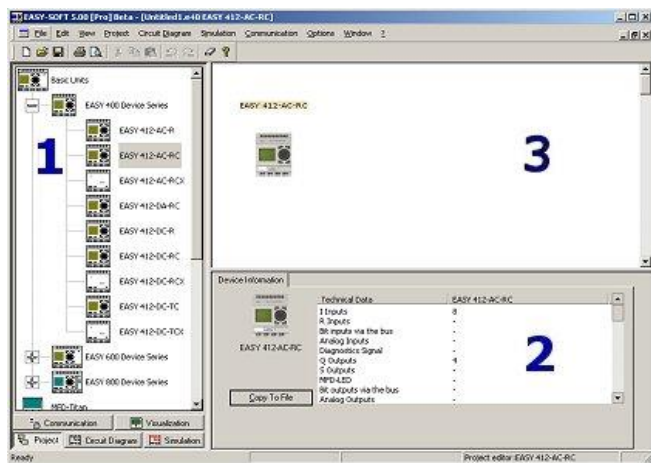 EASY-SOFT 5.00 [Pro] Beta - [Untitled1.e40 EASY 412-AC-RC]
File Edit View Project Circuit Diagram Simulation Communication Options Window ?
Basic Units
EASY 400 Device Series
EASY 412-AC-R
EASY 412-AC-RC
EASY 412-AC-RCX
EASY 412-DA-RC
EASY 412-DC-R
EASY 412-DC-RC
EASY 412-DC-RCX
EASY 412-DC-TC
EASY 412-DC-TCX
EASY 600 Device Series
EASY 800 Device Series
MFD-Titan
1
Communication Visualization
Project Circuit Diagram Simulation
EASY 412-AC-RC
3
Device Information
EASY 412-AC-RC
Copy To File
Technical Data EASY 412-AC-RC
I Inputs 8
R Inputs -
Bit inputs via the bus -
Analog Inputs -
Diagnostics Signal -
Q Outputs 4
S Outputs -
MFD-LED -
Bit outputs via the bus -
Analog Outputs -
2
Ready Project editor:EASY 412-AC-RC